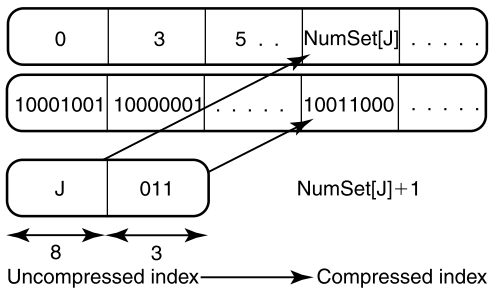 0 3 5 . . NumSet[J] . . . . .
10001001 10000001 . . . . . 10011000 . . . . .
J 011 NumSet[J]+1
8 3
Uncompressed index Compressed index